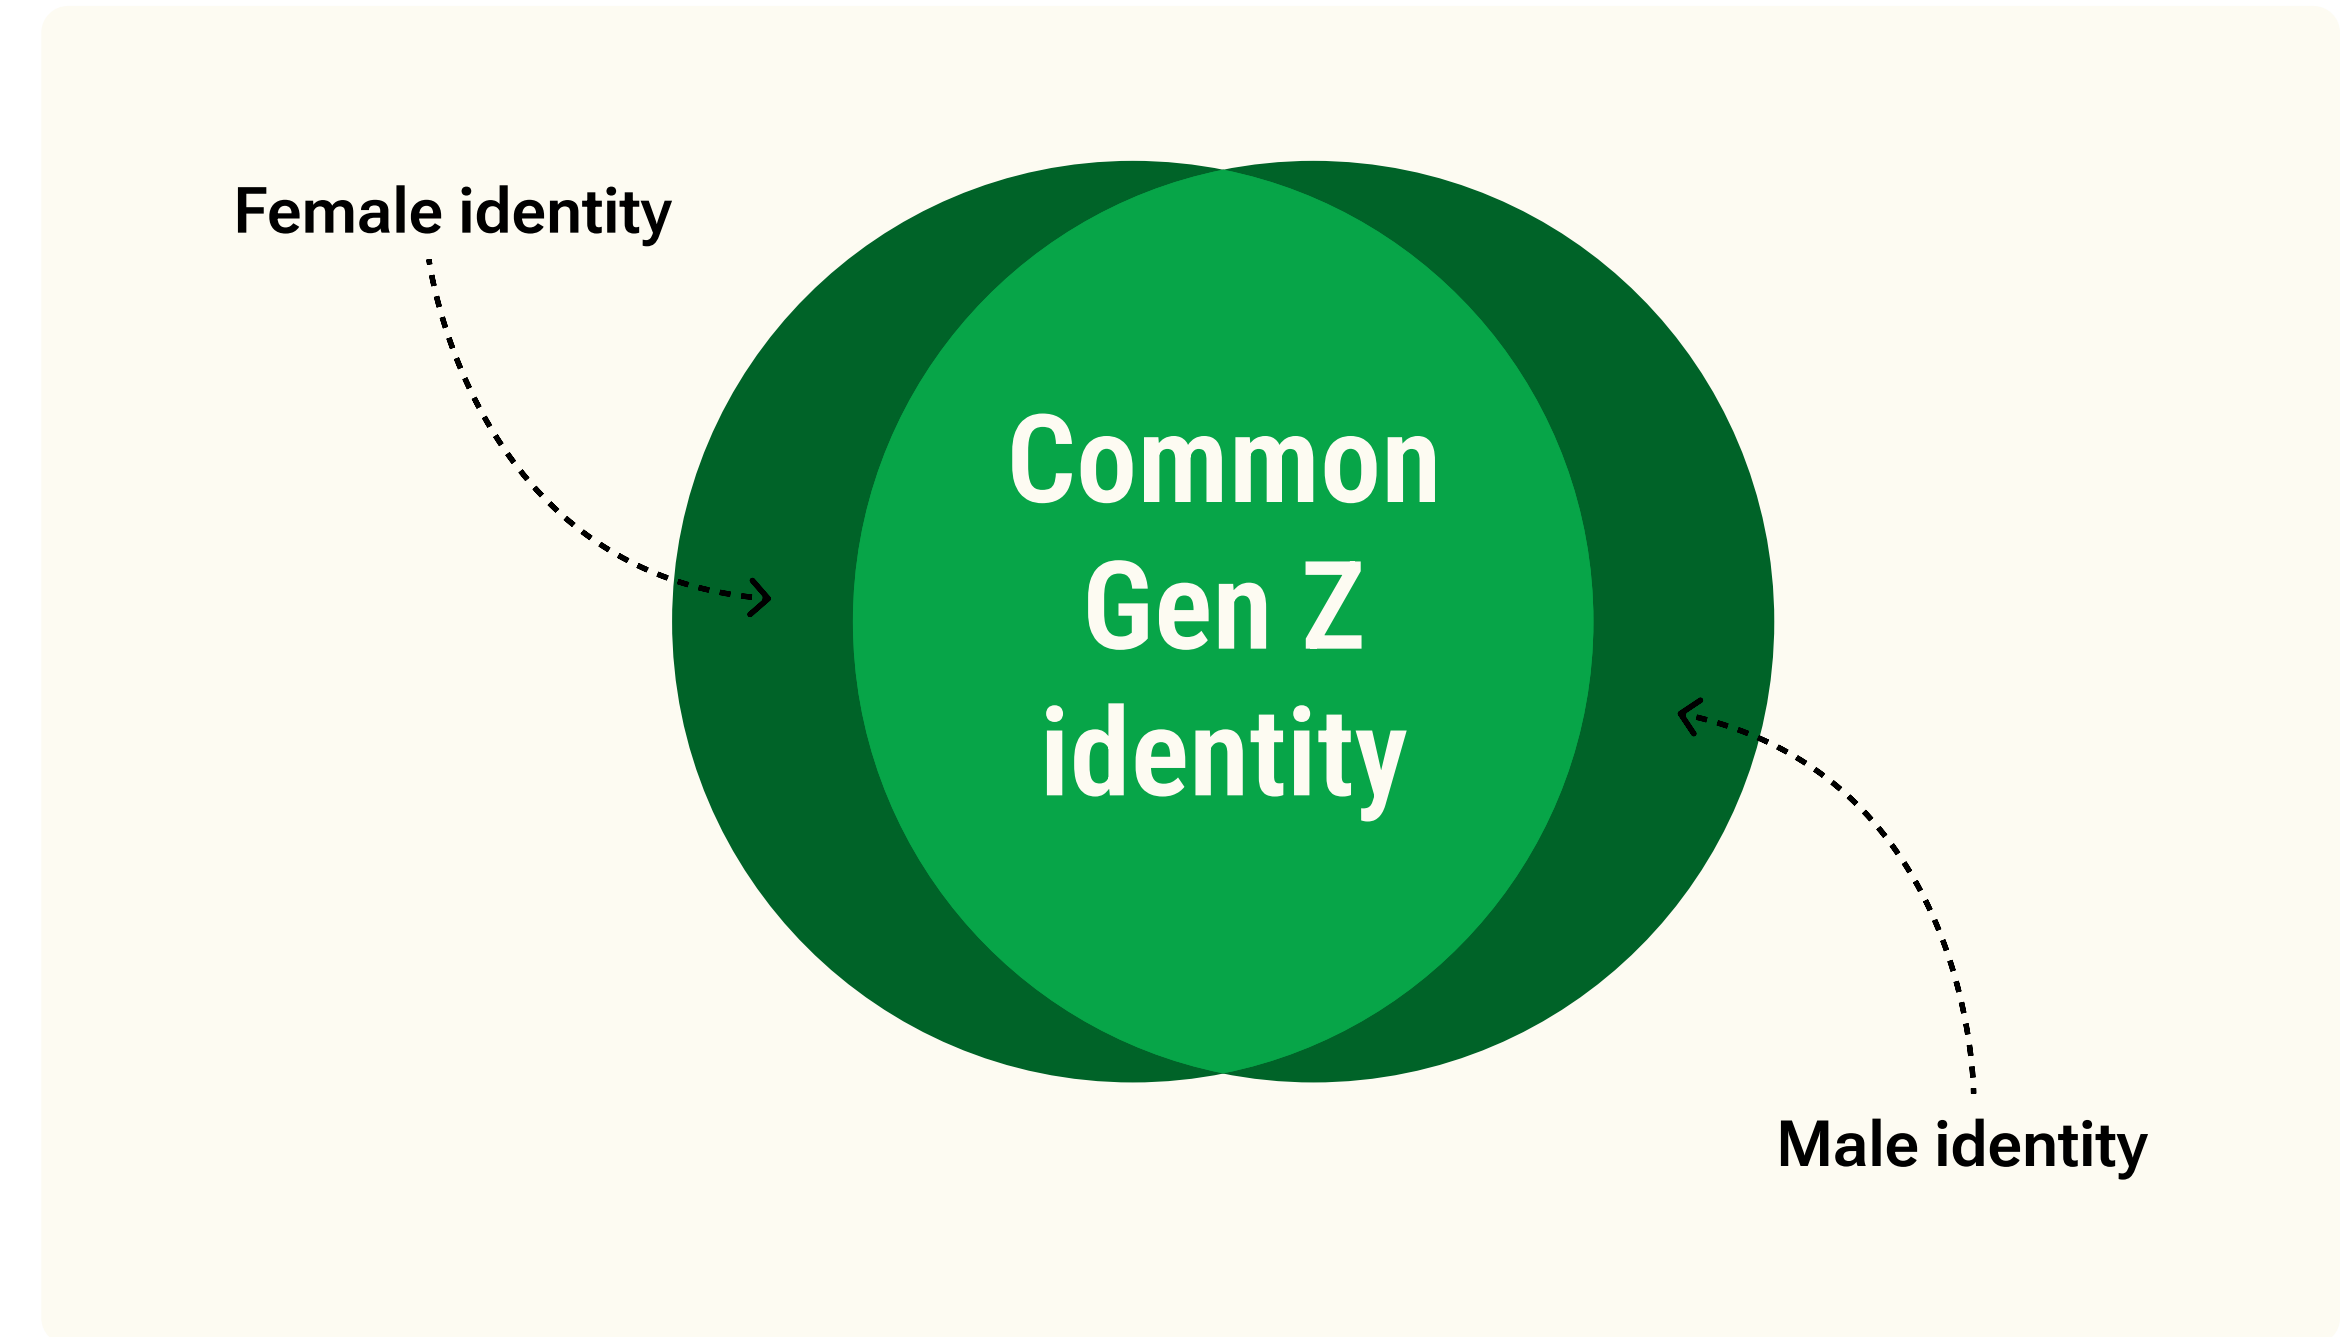 Female identity
Common
Gen Z
identity
Male identity